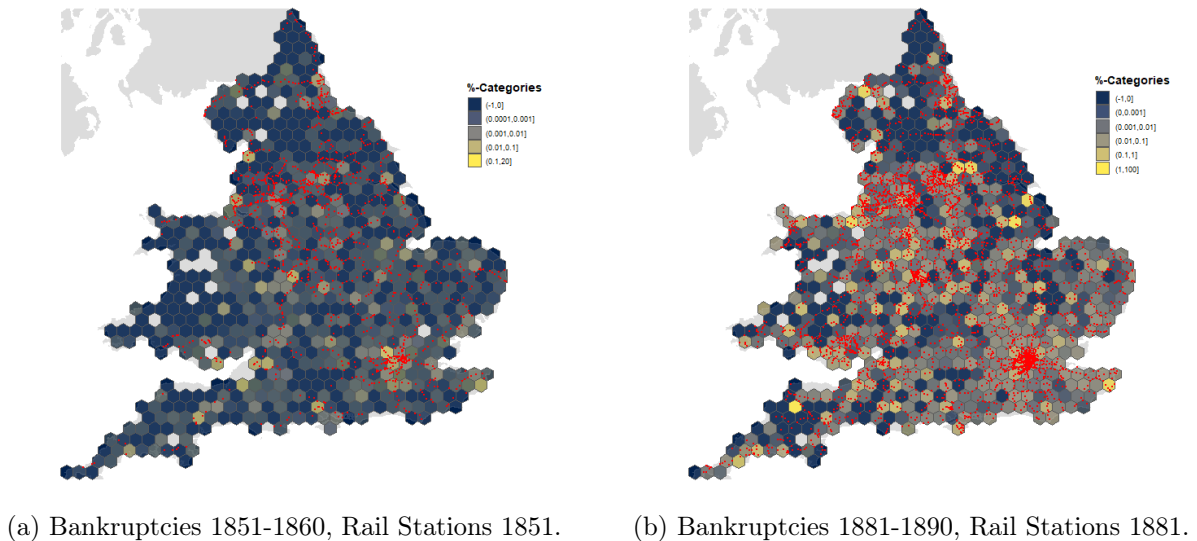 %-Categories
(-1,0]
(0.0001,0.001]
(0.001,0.01]
(0.01,0.1]
(0.1,20]
%-Categories
(-1,0]
(0,0.001]
(0.001,0.01]
(0.01,0.1]
(0.1,1]
(1,100]
(a) Bankruptcies 1851-1860, Rail Stations 1851.
(b) Bankruptcies 1881-1890, Rail Stations 1881.